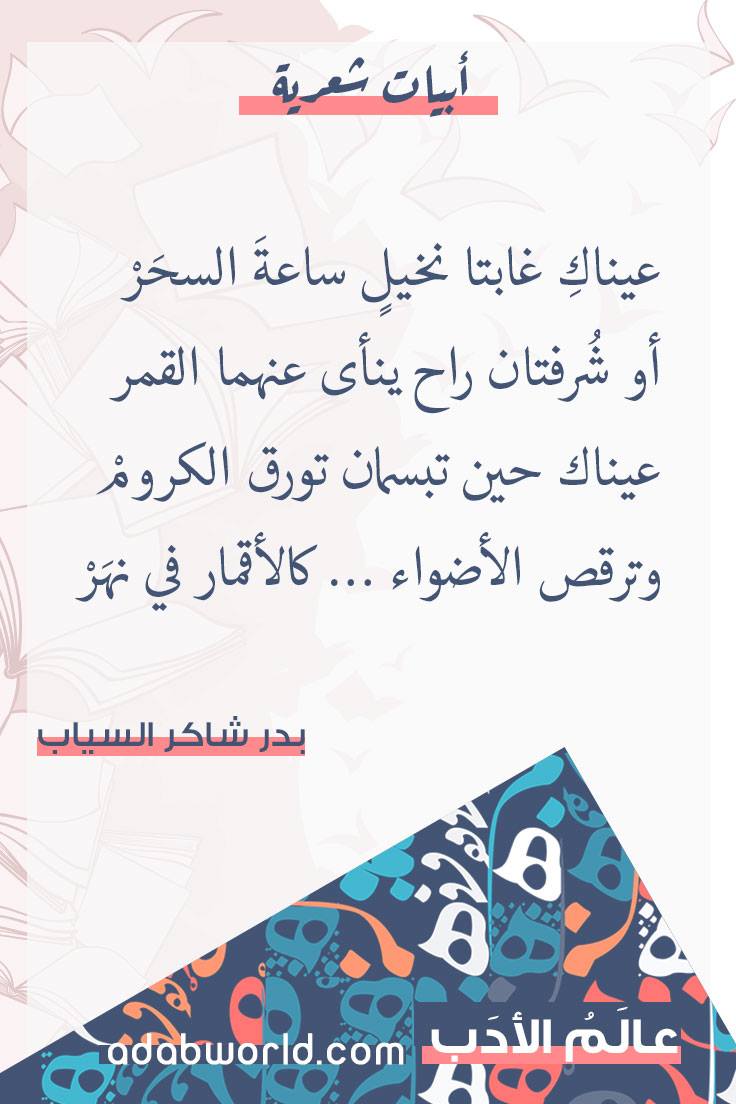 أبيات شعرية
عيناكِ غابتا نخيلٍ ساعةَ السحَرْ
أو شُرفتان راح ينأى عنهما القمر
عيناك حين تبسمان تورق الكرومْ
وترقص الأضواء ... كالأقمار في نهَرْ
بدر شاكر السياب
عالَمُ الأدَب
adabworld.com